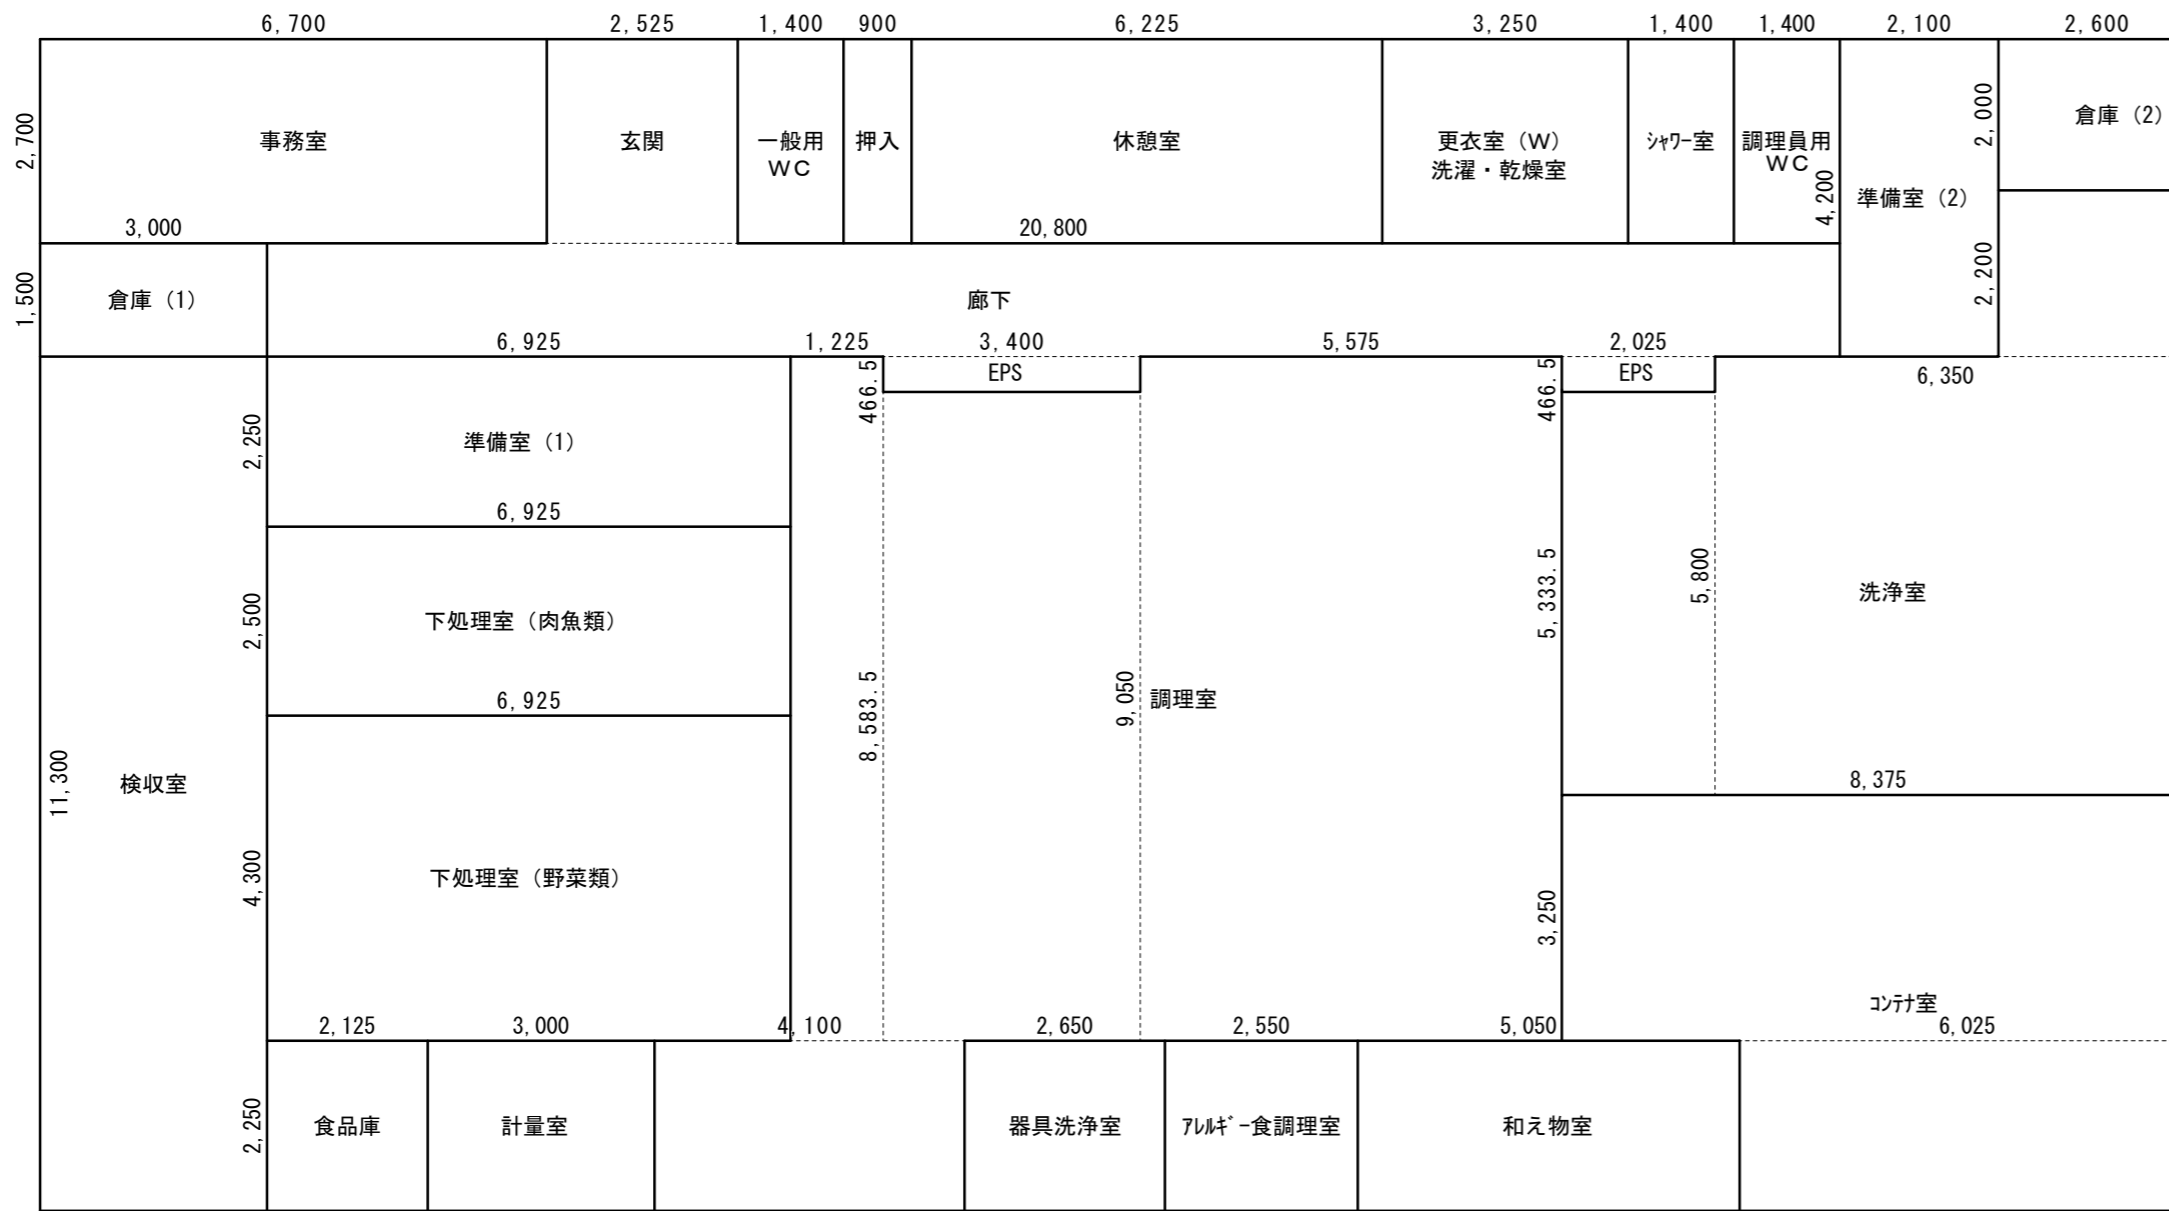 6,700
2,525
1,400
900
6,225
3,250
1,400
1,400
2,100
2,600
2,700
事務室
玄関
一般用
WC
押入
休憩室
更衣室（W）
洗濯・乾燥室
ｼｬﾜｰ室
調理員用
WC
4,200
準備室（2）
2,000
倉庫（2）
3,000
20,800
2,200
1,500
倉庫（1）
廊下
6,925
1,225
3,400
5,575
2,025
466.5
EPS
466.5
EPS
6,350
2,250
準備室（1）
6,925
2,500
下処理室（肉魚類）
5,333.5
5,800
洗浄室
6,925
8,583.5
9,050
調理室
11,300
検収室
8,375
4,300
下処理室（野菜類）
3,250
コンテナ室
2,125
3,000
4,100
2,650
2,550
5,050
6,025
2,250
食品庫
計量室
器具洗浄室
ｱﾚﾙｷﾞｰ食調理室
和え物室